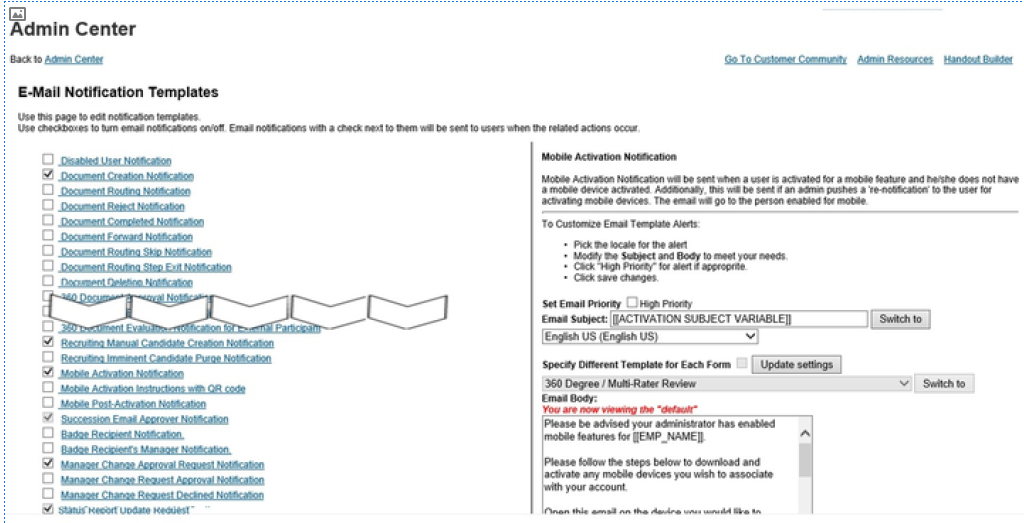 Admin Center
Back to Admin Center
Go To Customer Community Admin Resources Handout Builder
E-Mail Notification Templates
Use this page to edit notification templates.
Use checkboxes to turn email notifications on/off. Email notifications with a check next to them will be sent to users when the related actions occur.
Disabled User Notification
Document Creation Notification
Document Routing Notification
Document Reject Notification
Document Completed Notification
Document Forward Notification
Document Routing Skip Notification
Document Routing Step Exit Notification
Document Deletion Notification
360 Document Approval Notification
360 Document Evaluation Notification for External Participant
Recruiting Manual Candidate Creation Notification
Recruiting Imminent Candidate Purge Notification
Mobile Activation Notification
Mobile Activation Instructions with QR code
Mobile Post-Activation Notification
Succession Email Approver Notification
Badge Recipient Notification.
Badge Recipient's Manager Notification.
Manager Change Approval Request Notification
Manager Change Request Approval Notification
Manager Change Request Declined Notification
Status Report Update Request
Mobile Activation Notification
Mobile Activation Notification will be sent when a user is activated for a mobile feature and he/she does not have
a mobile device activated. Additionally, this will be sent if an admin pushes a 're-notification' to the user for
activating mobile devices. The email will go to the person enabled for mobile.
To Customize Email Template Alerts:
• Pick the locale for the alert
• Modify the Subject and Body to meet your needs.
• Click "High Priority" for alert if approprite.
• Click save changes.
Set Email Priority High Priority
Email Subject: [[ACTIVATION SUBJECT VARIABLE]] Switch to
English US (English US)
Specify Different Template for Each Form Update settings
360 Degree / Multi-Rater Review Switch to
Email Body:
You are now viewing the "default"
Please be advised your administrator has enabled
mobile features for [[EMP_NAME]].
Please follow the steps below to download and
activate any mobile devices you wish to associate
with your account.
Open this email on the device you would like to